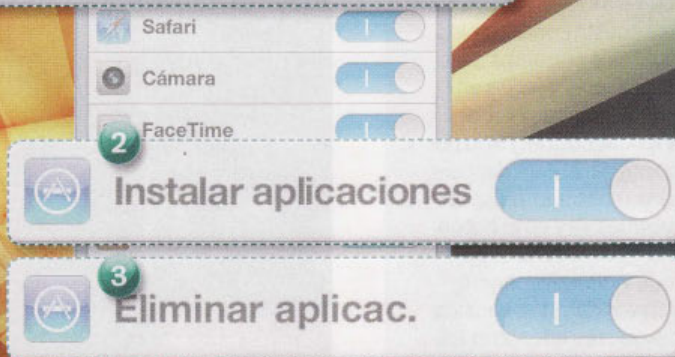 Safari
Cámara
FaceTime
2
Instalar aplicaciones
3
Eliminar aplicac.